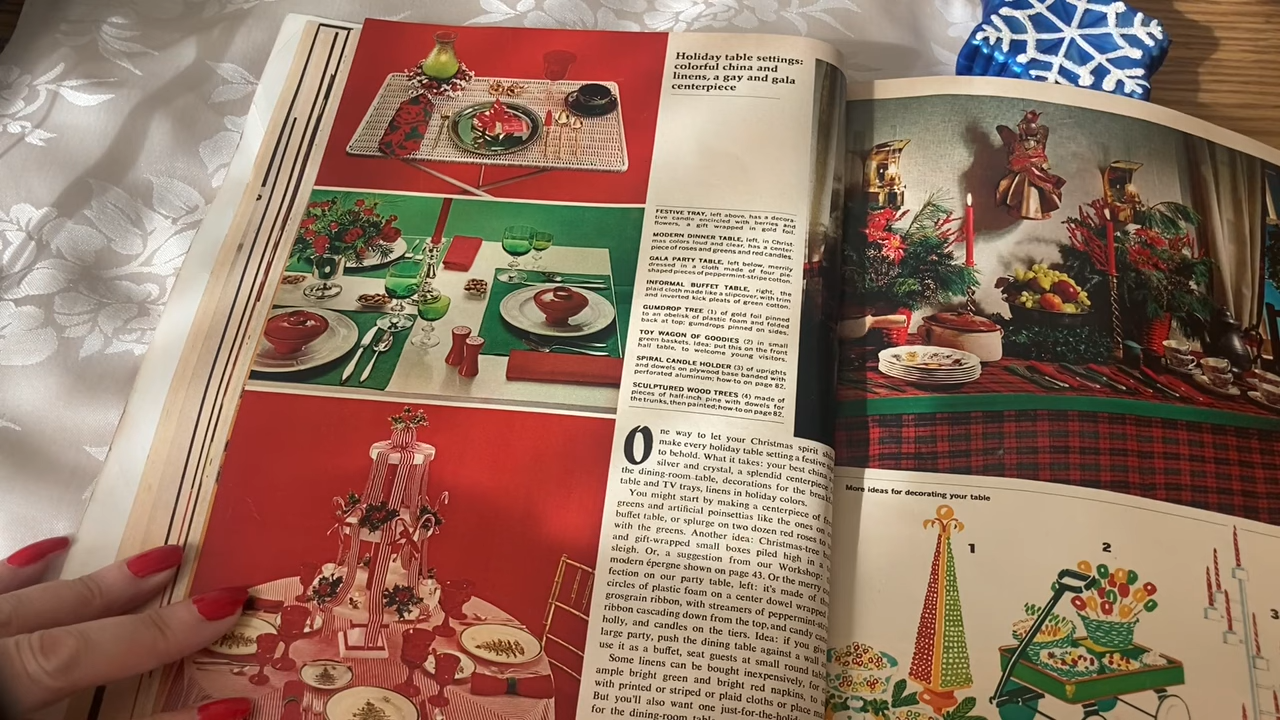 Holiday table settings:
colorful china and
linens, a gay and gala
centerpiece
FESTIVE TRAY, left above, has a decora-
tive candle encircled with berries and
flowers, a gift wrapped in gold foil.
MODERN DINNER TABLE, left, in Christ-
mas colors loud and clear, has a center-
piece of roses and greens and red candles.
GALA PARTY TABLE, left below, merrily
dressed in a cloth made of four pie-
shaped pieces of peppermint-stripe cotton.
INFORMAL BUFFET TABLE, right, the
plaid cloth made like a slipcover, with trim
and inverted kick pleats of green cotton.
GUMDROP TREE (1) of gold foil pinned
to an obelisk of plastic foam and folded
back at top; gumdrops pinned on sides.
TOY WAGON OF GOODIES (2) in small
green baskets. Idea: put this on the front
hall table, to welcome young visitors.
SPIRAL CANDLE HOLDER (3) of uprights
and dowels on plywood base banded with
perforated aluminum; how-to on page 82.
SCULPTURED WOOD TREES (4) made of
pieces of half-inch pine with dowels for
the trunks, then painted; how-to on page 82.
One way to let your Christmas spirit
make every holiday table setting a festive
to behold. What it takes: your best china
silver and crystal, a splendid centerpiece
the dining-room table, decorations for the
table and TV trays, linens in holiday colors.
You might start by making a centerpiece of
greens and artificial poinsettias like the ones on
buffet table, or splurge on two dozen red roses to
with the greens. Another idea: Christmas-tree
and gift-wrapped small boxes piled high in a
sleigh. Or, a suggestion from our Workshop:
modern épergne shown on page 43. Or the merry
fection on our party table, left: it's made of
circles of plastic foam on a center dowel wrapped
grosgrain ribbon, with streamers of peppermint-
ribbon cascading down from the top, and candy
holly, and candles on the tiers. Idea: if you
large party, push the dining table against a
use it as a buffet, seat guests at small round
Some linens can be bought inexpensively, for
ample bright green and bright red napkins, to
with printed or striped or plaid cloths or place
But you'll also want one just-for-the-
for the dining-room
More ideas for decorating your table
1
2
3